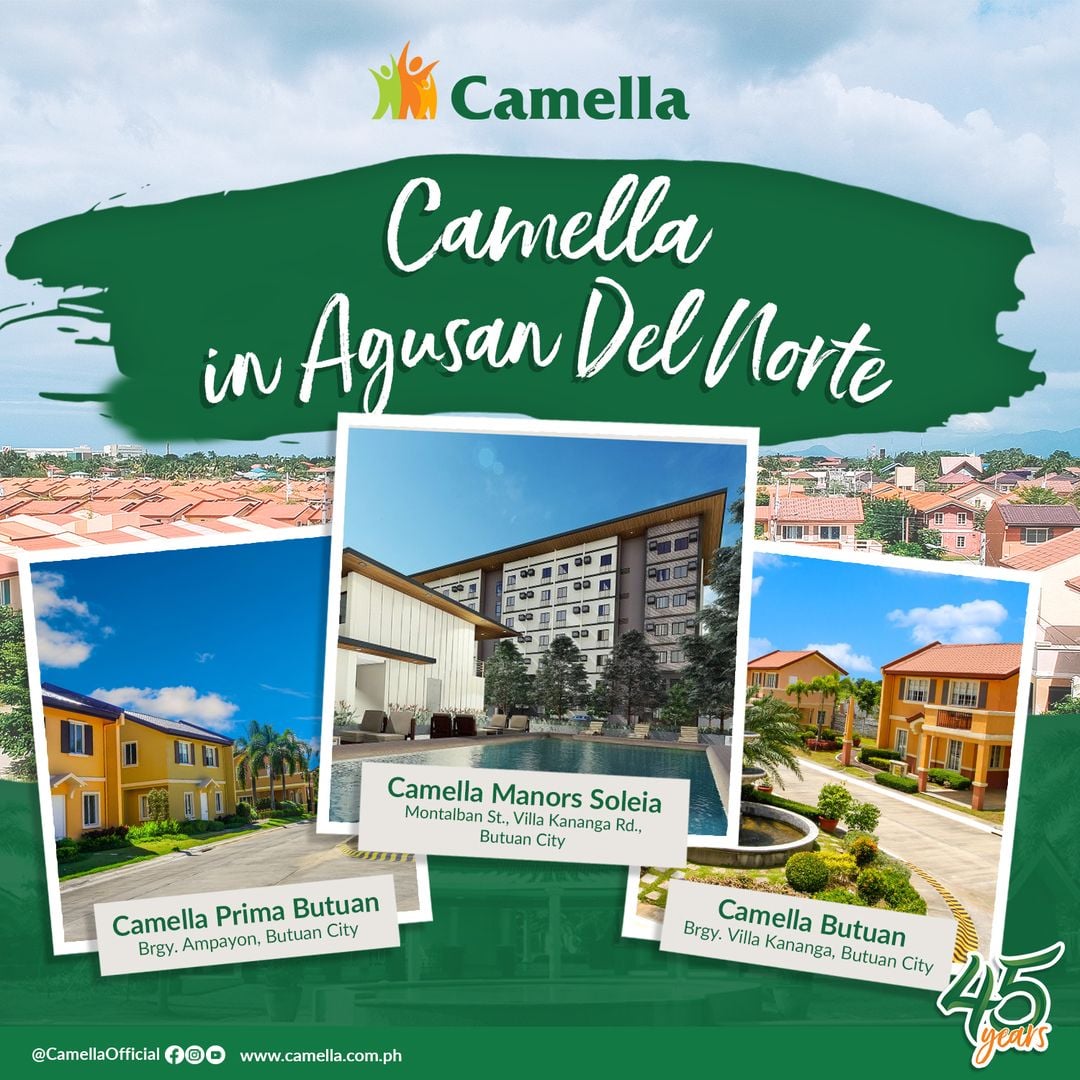 Camella
Camella
in Agusan Del Norte
Camella Manors Soleia
Montalban St., Villa Kananga Rd.,
Butuan City
Camella Prima Butuan
Brgy. Ampayon, Butuan City
Camella Butuan
Brgy. Villa Kananga, Butuan City
45
years
@CamellaOfficial
www.camella.com.ph